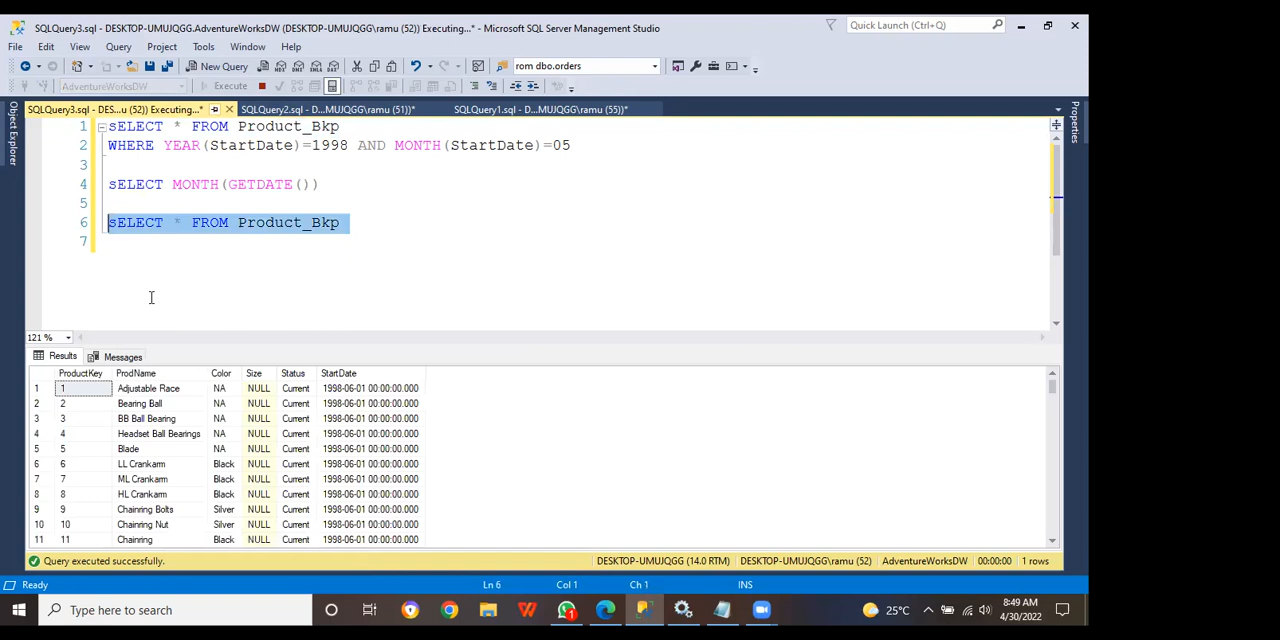 SQLQuery3.sql - DESKTOP-UMUJQGG.AdventureWorksDW (DESKTOP-UMUJQGG\ramu (52)) Executing...* - Microsoft SQL Server Management Studio
Quick Launch (Ctrl+Q)
File Edit View Query Project Tools Window Help
New Query
rom dbo.orders
AdventureWorksDW
Execute
SQLQuery3.sql - DES...u (52)) Executing...*
SQLQuery2.sql - D...MUJQGG\ramu (51))*
SQLQuery1.sql - D...MUJQGG\ramu (55))*
Object Explorer
Properties
1 sELECT * FROM Product_Bkp
2 WHERE YEAR(StartDate)=1998 AND MONTH(StartDate)=05
3
4 sELECT MONTH(GETDATE())
5
6 sELECT * FROM Product_Bkp
7
121 %
Results Messages
ProductKey ProdName Color Size Status StartDate
1 1 Adjustable Race NA NULL Current 1998-06-01 00:00:00.000
2 2 Bearing Ball NA NULL Current 1998-06-01 00:00:00.000
3 3 BB Ball Bearing NA NULL Current 1998-06-01 00:00:00.000
4 4 Headset Ball Bearings NA NULL Current 1998-06-01 00:00:00.000
5 5 Blade NA NULL Current 1998-06-01 00:00:00.000
6 6 LL Crankarm Black NULL Current 1998-06-01 00:00:00.000
7 7 ML Crankarm Black NULL Current 1998-06-01 00:00:00.000
8 8 HL Crankarm Black NULL Current 1998-06-01 00:00:00.000
9 9 Chainring Bolts Silver NULL Current 1998-06-01 00:00:00.000
10 10 Chainring Nut Silver NULL Current 1998-06-01 00:00:00.000
11 11 Chainring Black NULL Current 1998-06-01 00:00:00.000
Query executed successfully.
DESKTOP-UMUJQGG (14.0 RTM) DESKTOP-UMUJQGG\ramu (52) AdventureWorksDW 00:00:00 1 rows
Ready Ln 6 Col 1 Ch 1 INS
Type here to search
1
25°C
8:49 AM
4/30/2022